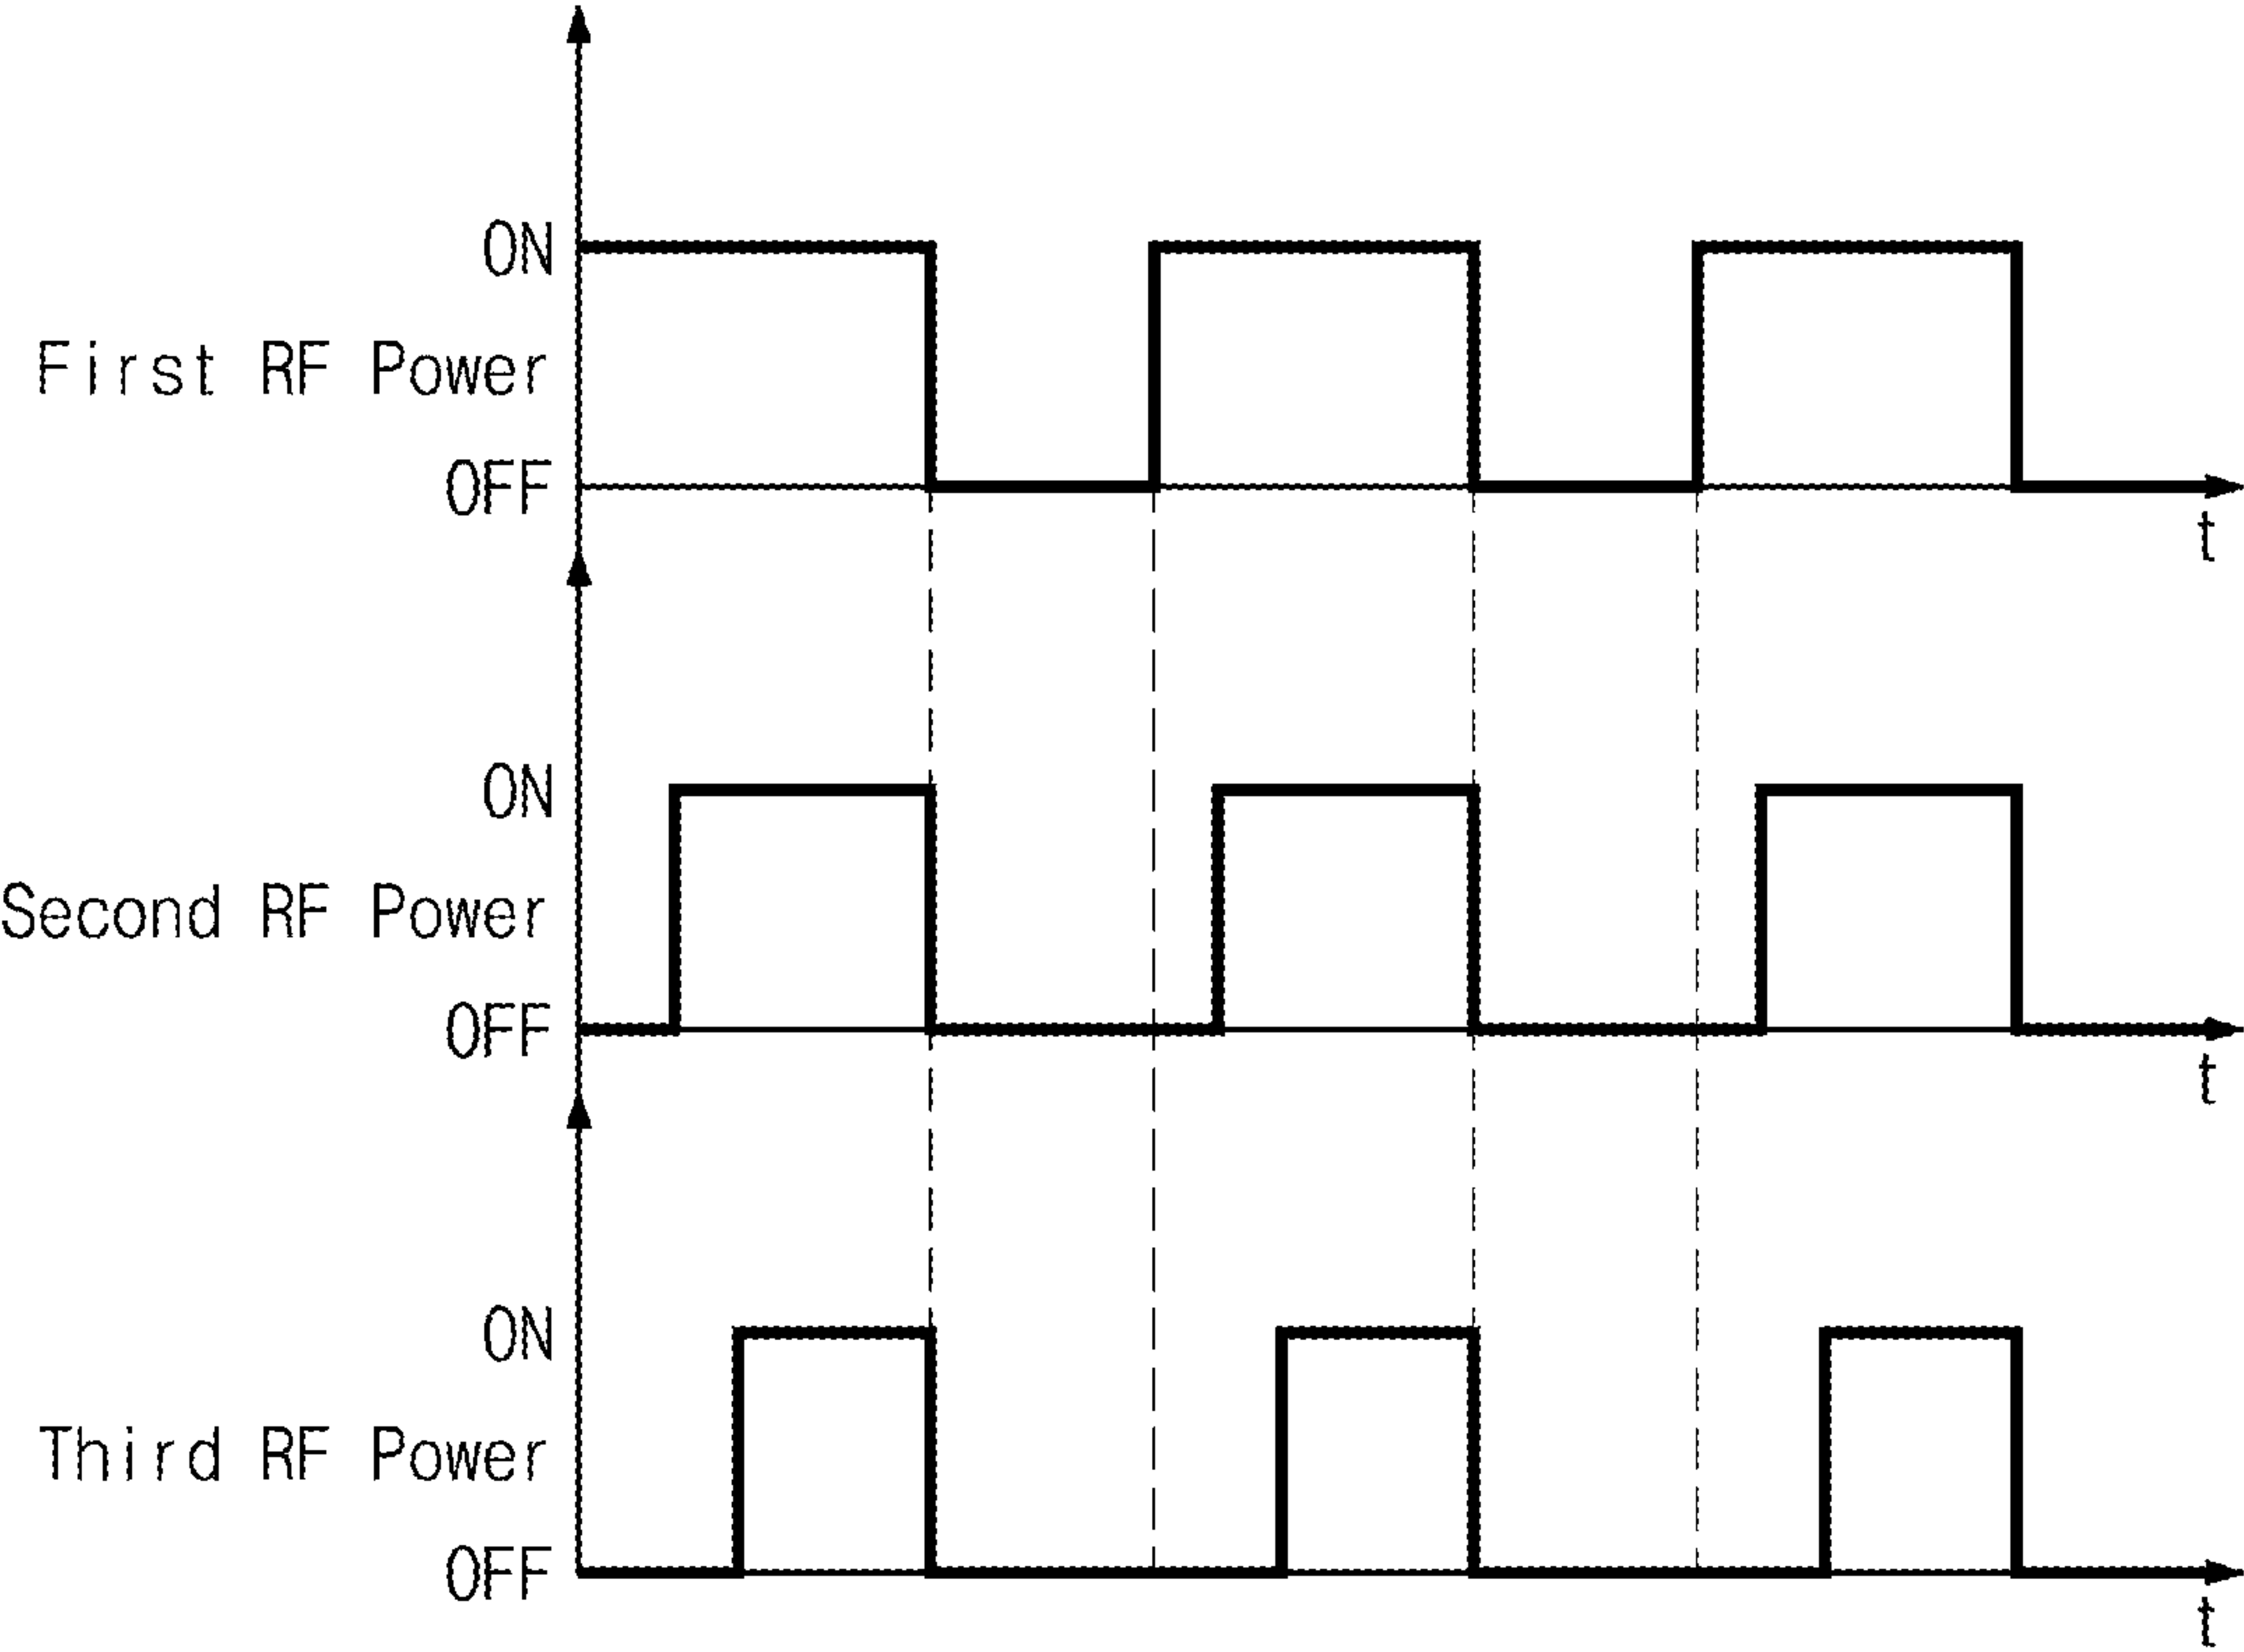 ON
First RF Power
OFF
t
ON
Second RF Power
OFF
t
ON
Third RF Power
OFF
t